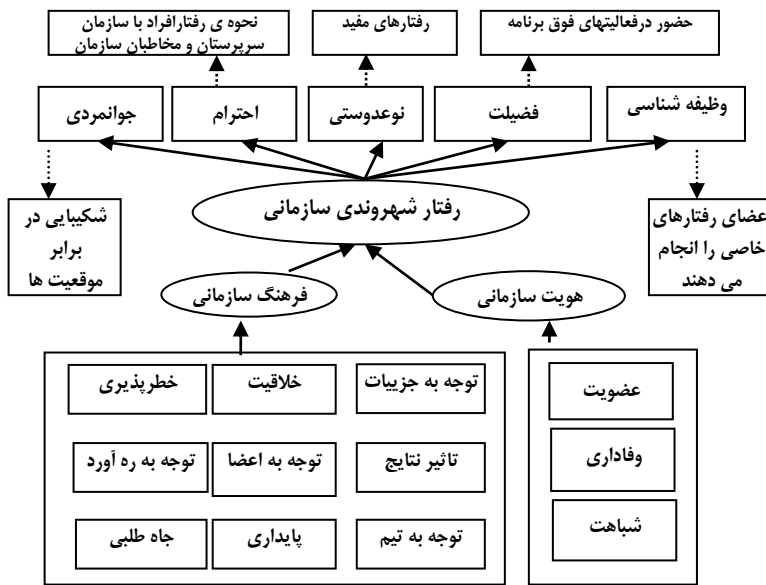 حضور درفعالیتهای فوق برنامه
رفتارهای مفید
نحوه ی رفتارافراد با سازمان
سرپرستان و مخاطبان سازمان
وظیفه شناسی
فضیلت
نوعدوستی
احترام
جوانمردی
رفتار شهروندی سازمانی
عضای رفتارهای
خاصی را انجام
می دهند
شکیبایی در
برابر
موقعیت ها
هویت سازمانی
فرهنگ سازمانی
عضویت
وفاداری
شباهت
توجه به جزییات
خلاقیت
خطرپذیری
تاثیر نتایج
توجه به اعضا
توجه به ره آورد
توجه به تیم
پایداری
جاه طلبی